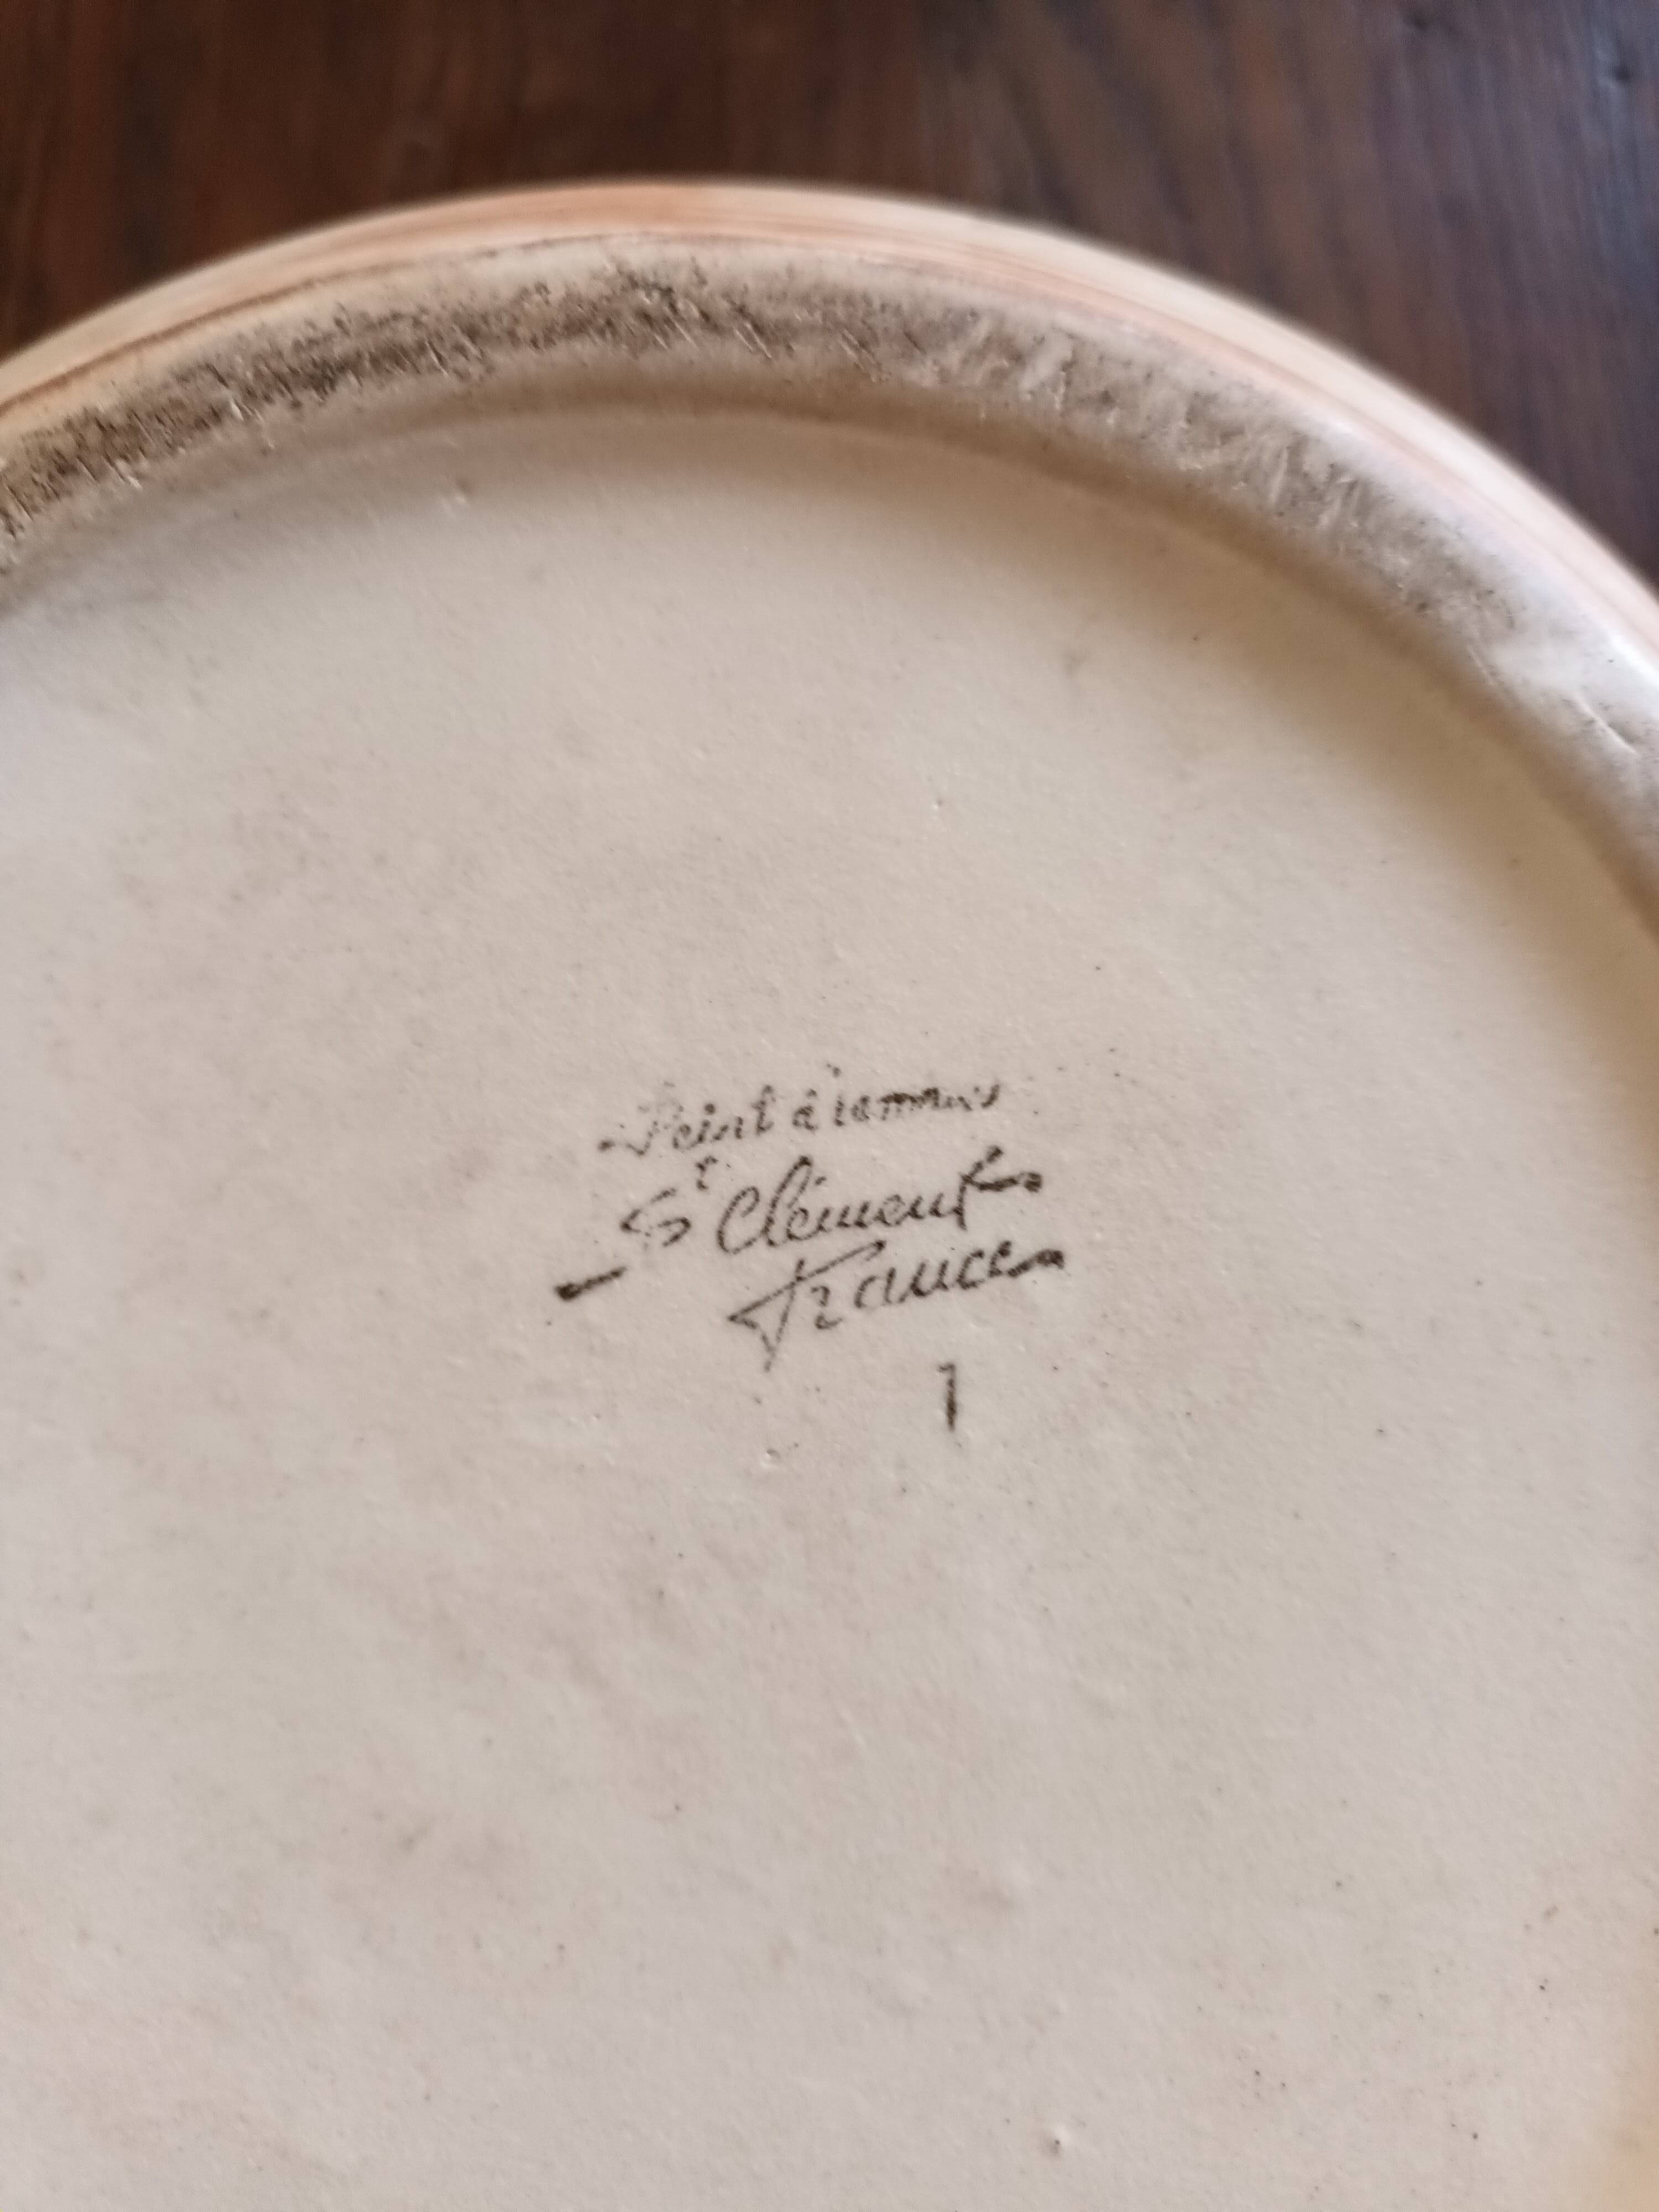 Peint à la main
St Clément
France
1